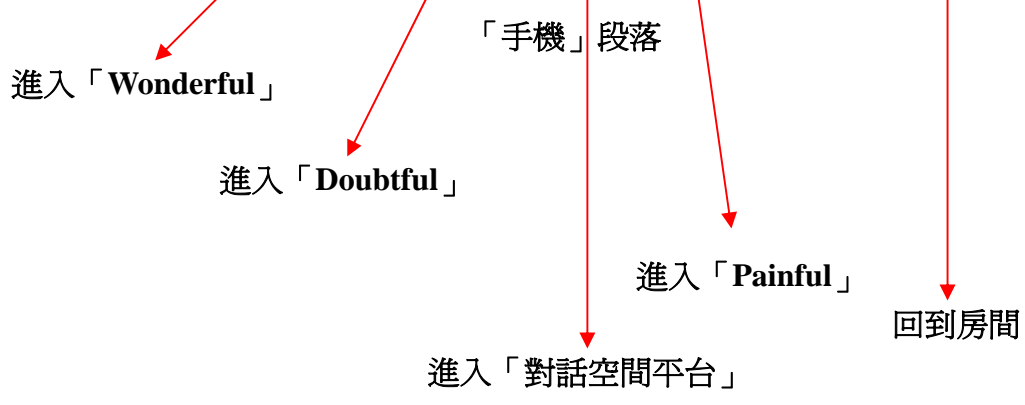 「手機」段落
進入「Wonderful」
進入「Doubtful」
進入「Painful」
回到房間
進入「對話空間平台」